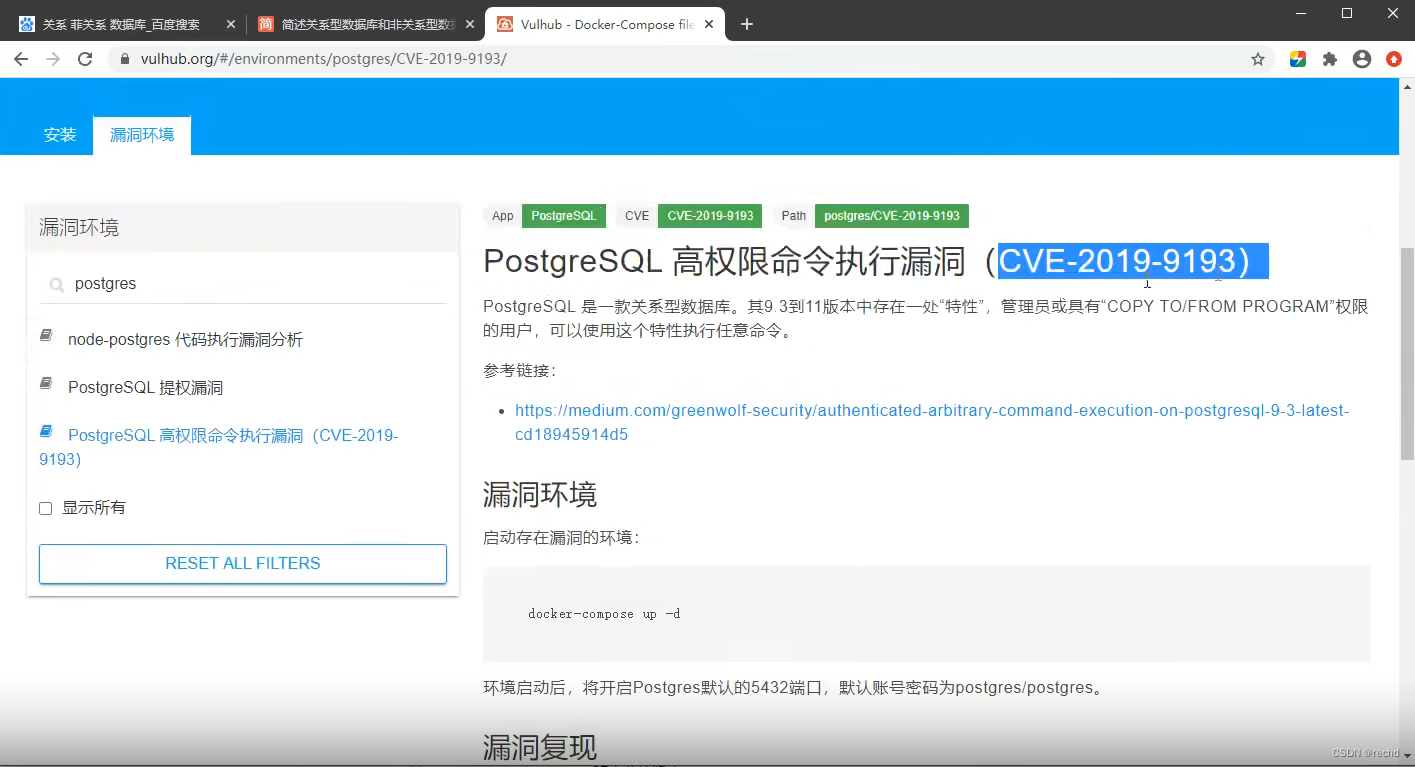 关系 非关系 数据库_百度搜索
简 简述关系型数据库和非关系型数据
Vulhub - Docker-Compose file
vulhub.org/#/environments/postgres/CVE-2019-9193/
安装
漏洞环境
漏洞环境
postgres
node-postgres 代码执行漏洞分析
PostgreSQL 提权漏洞
PostgreSQL 高权限命令执行漏洞（CVE-2019-
9193）
显示所有
RESET ALL FILTERS
App PostgreSQL CVE CVE-2019-9193 Path postgres/CVE-2019-9193
PostgreSQL 高权限命令执行漏洞（CVE-2019-9193）
PostgreSQL 是一款关系型数据库。其9.3到11版本中存在一处“特性”，管理员或具有“COPY TO/FROM PROGRAM”权限
的用户，可以使用这个特性执行任意命令。
参考链接：
https://medium.com/greenwolf-security/authenticated-arbitrary-command-execution-on-postgresql-9-3-latest-
cd18945914d5
漏洞环境
启动存在漏洞的环境：
docker-compose up -d
环境启动后，将开启Postgres默认的5432端口，默认账号密码为postgres/postgres。
漏洞复现
CSDN @rechd